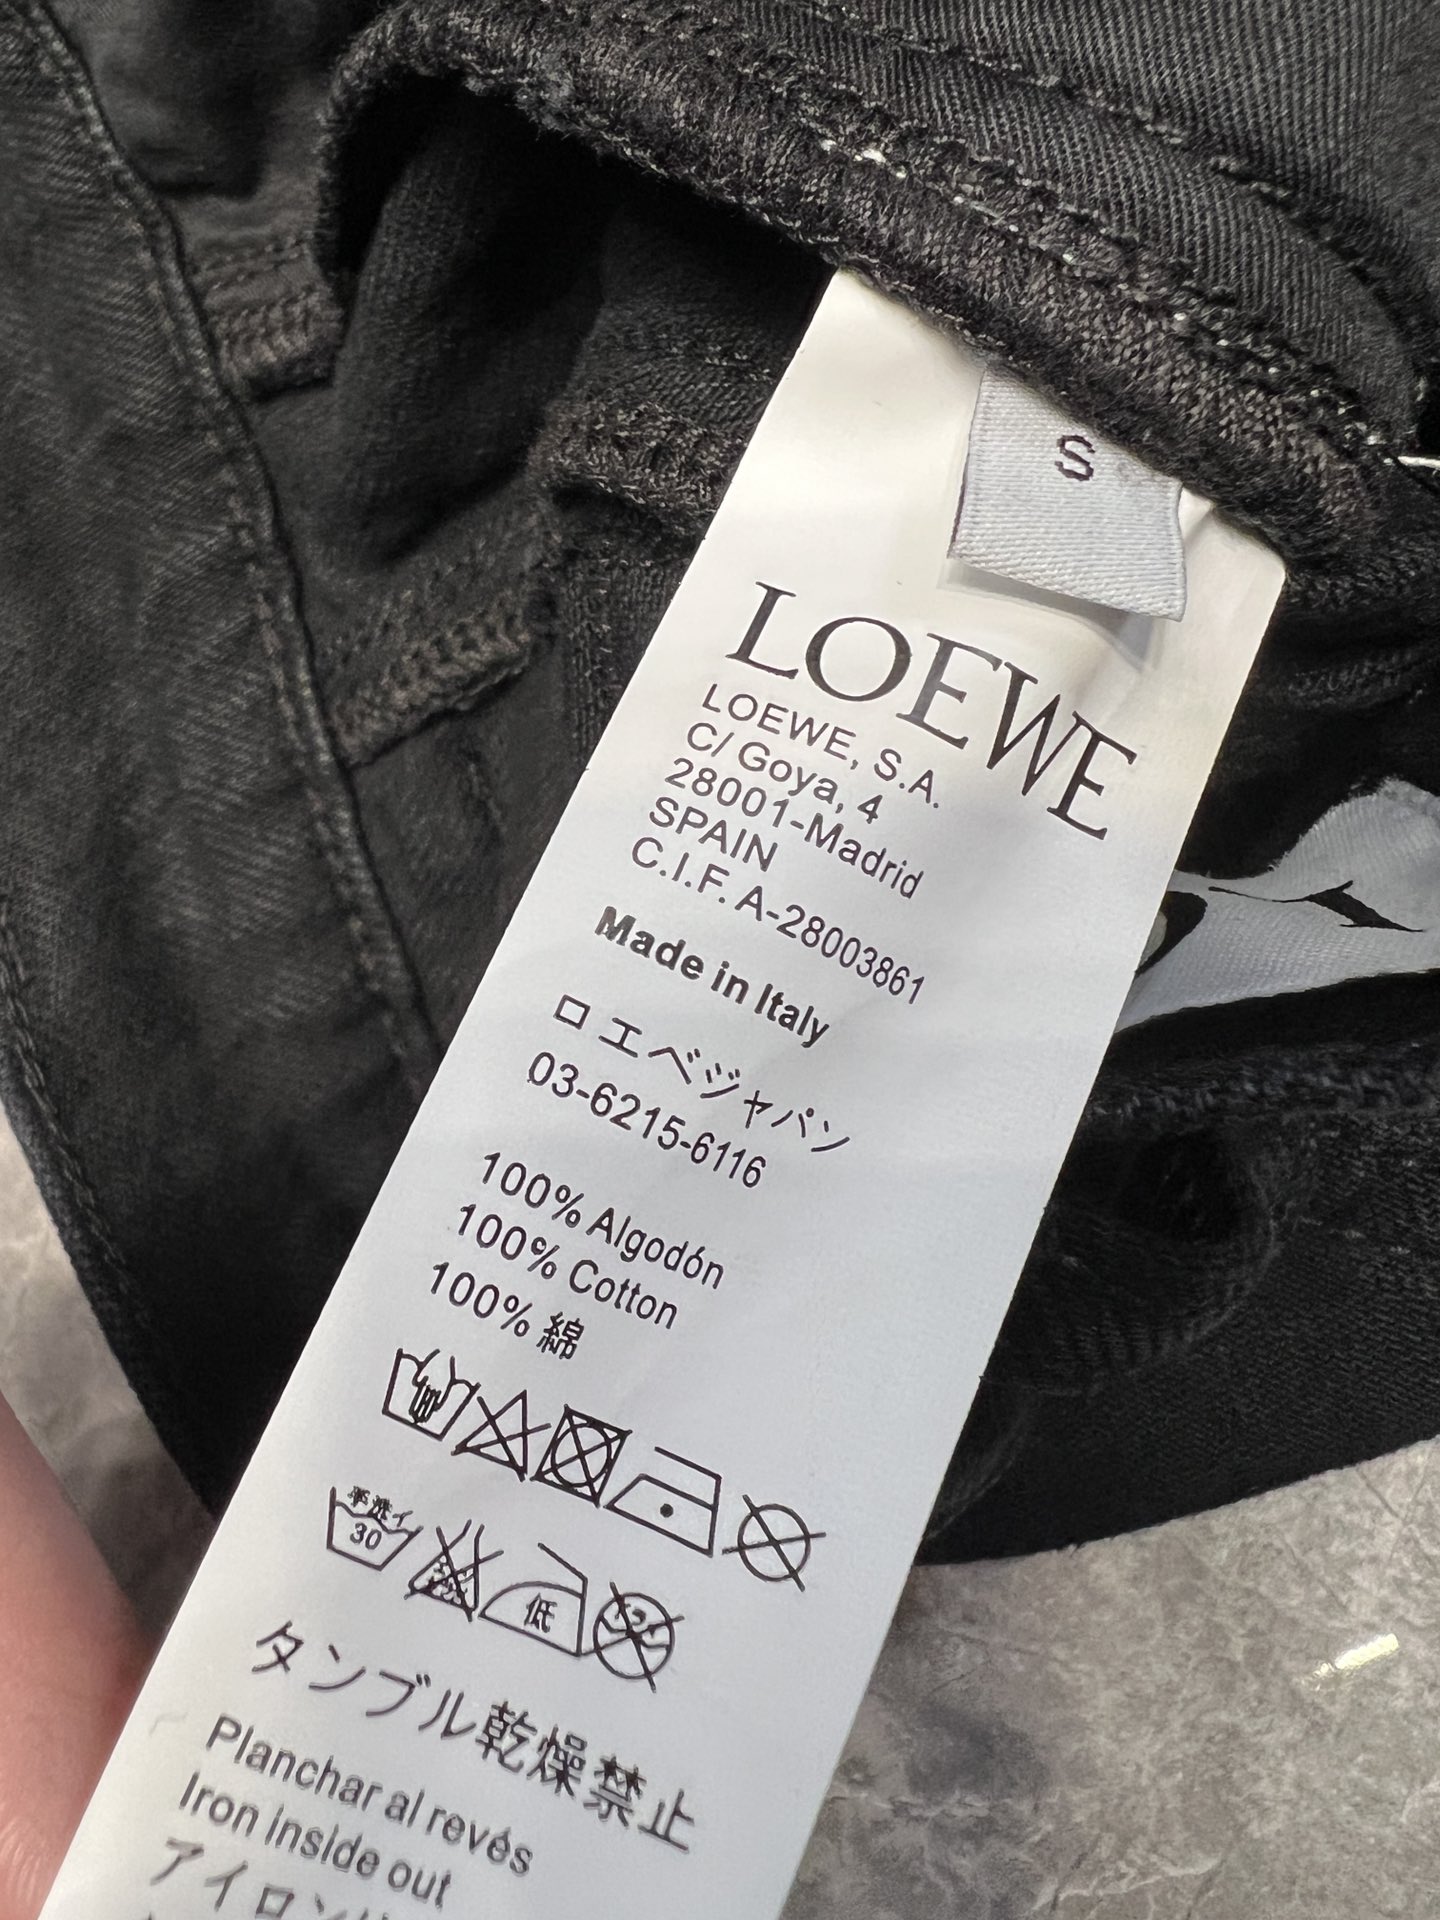 S
LOEWE
LOEWE, S.A.
C/ Goya, 4
28001-Madrid
SPAIN
C.I.F. A-28003861
Made in Italy
ロエベジャパン
03-6215-6116
100% Algodón
100% Cotton
100% 綿
30
低
タンブル乾燥禁止
Planchar al revés
Iron inside out